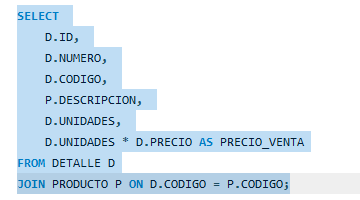 SELECT
D.ID,
D.NUMERO,
D.CODIGO,
P.DESCRIPCION,
D.UNIDADES,
D.UNIDADES * D.PRECIO AS PRECIO_VENTA
FROM DETALLE D
JOIN PRODUCTO P ON D.CODIGO = P.CODIGO;